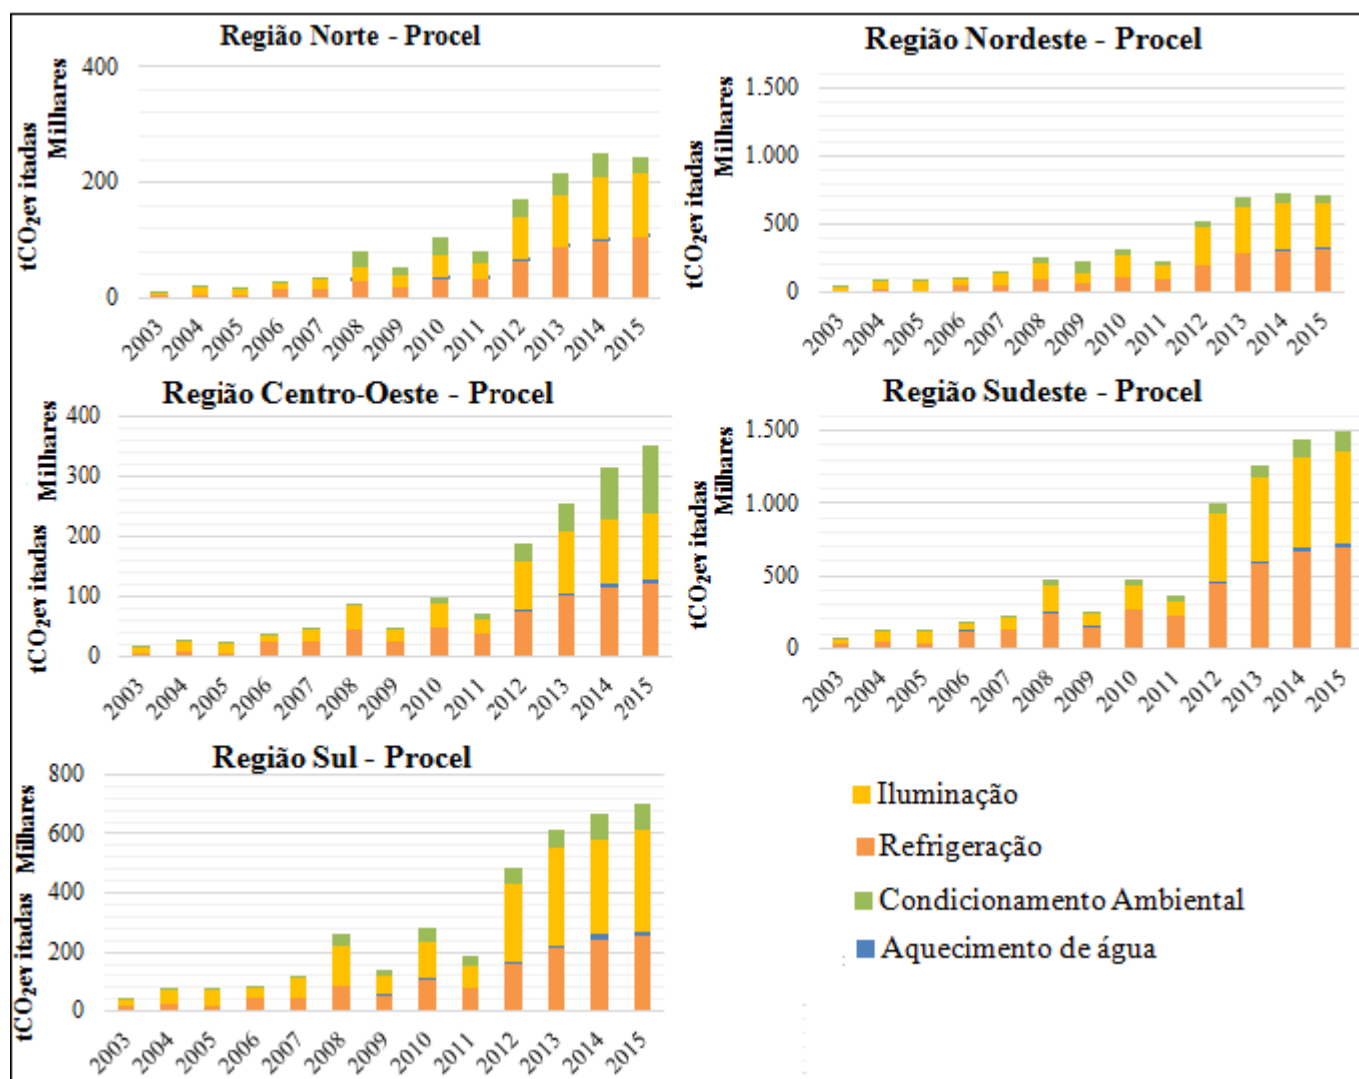 Região Norte - Procel
tCO2ev itadas
Milhares
400
200
0
2003 2004 2005 2006 2007 2008 2009 2010 2011 2012 2013 2014 2015
Região Nordeste - Procel
tCO2ev itadas
Milhares
1.500
1.000
500
0
2003 2004 2005 2006 2007 2008 2009 2010 2011 2012 2013 2014 2015
Região Centro-Oeste - Procel
tCO2ev itadas
Milhares
400
300
200
100
0
2003 2004 2005 2006 2007 2008 2009 2010 2011 2012 2013 2014 2015
Região Sudeste - Procel
tCO2ev itadas
Milhares
1.500
1.000
500
0
2003 2004 2005 2006 2007 2008 2009 2010 2011 2012 2013 2014 2015
Região Sul - Procel
tCO2ev itadas
Milhares
800
600
400
200
0
2003 2004 2005 2006 2007 2008 2009 2010 2011 2012 2013 2014 2015
Iluminação
Refrigeração
Condicionamento Ambiental
Aquecimento de água